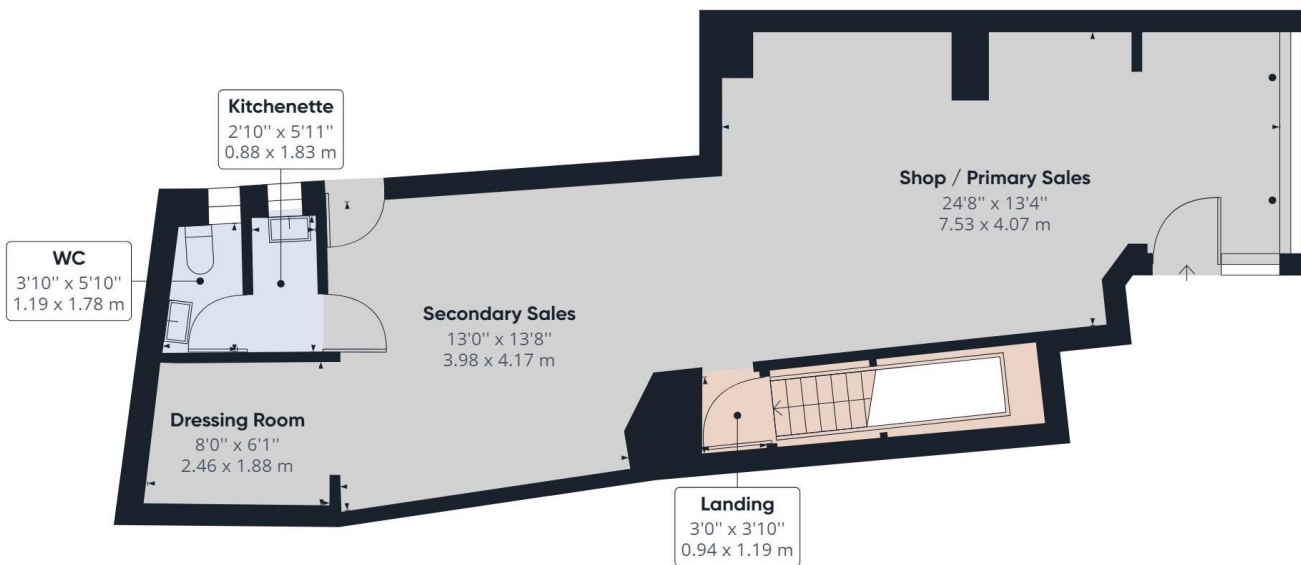 Kitchenette
2'10'' x 5'11''
0.88 x 1.83 m
Shop / Primary Sales
24'8'' x 13'4''
7.53 x 4.07 m
WC
3'10'' x 5'10''
1.19 x 1.78 m
Secondary Sales
13'0'' x 13'8''
3.98 x 4.17 m
Dressing Room
8'0'' x 6'1''
2.46 x 1.88 m
Landing
3'0'' x 3'10''
0.94 x 1.19 m